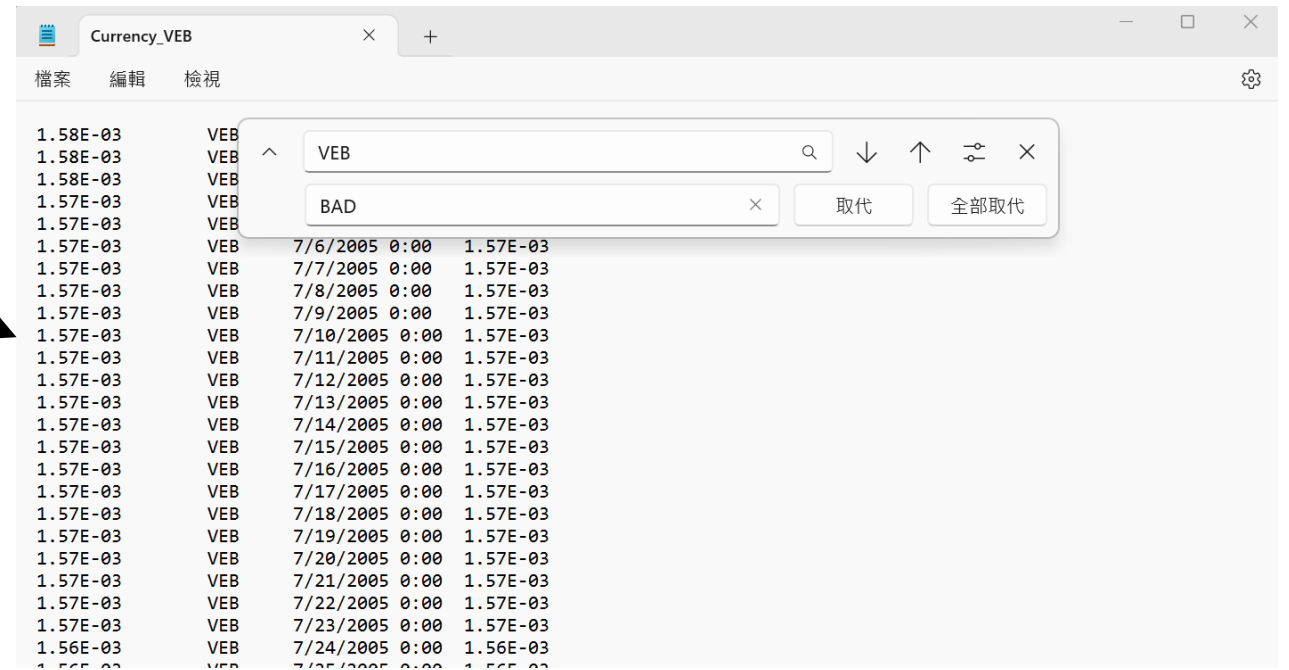 Currency_VEB
檔案 編輯 檢視
1.58E-03 VEB
1.58E-03 VEB
1.58E-03 VEB
1.57E-03 VEB
1.57E-03 VEB
VEB
BAD 取代 全部取代
1.57E-03 VEB 7/6/2005 0:00 1.57E-03
1.57E-03 VEB 7/7/2005 0:00 1.57E-03
1.57E-03 VEB 7/8/2005 0:00 1.57E-03
1.57E-03 VEB 7/9/2005 0:00 1.57E-03
1.57E-03 VEB 7/10/2005 0:00 1.57E-03
1.57E-03 VEB 7/11/2005 0:00 1.57E-03
1.57E-03 VEB 7/12/2005 0:00 1.57E-03
1.57E-03 VEB 7/13/2005 0:00 1.57E-03
1.57E-03 VEB 7/14/2005 0:00 1.57E-03
1.57E-03 VEB 7/15/2005 0:00 1.57E-03
1.57E-03 VEB 7/16/2005 0:00 1.57E-03
1.57E-03 VEB 7/17/2005 0:00 1.57E-03
1.57E-03 VEB 7/18/2005 0:00 1.57E-03
1.57E-03 VEB 7/19/2005 0:00 1.57E-03
1.57E-03 VEB 7/20/2005 0:00 1.57E-03
1.57E-03 VEB 7/21/2005 0:00 1.57E-03
1.57E-03 VEB 7/22/2005 0:00 1.57E-03
1.57E-03 VEB 7/23/2005 0:00 1.57E-03
1.56E-03 VEB 7/24/2005 0:00 1.56E-03